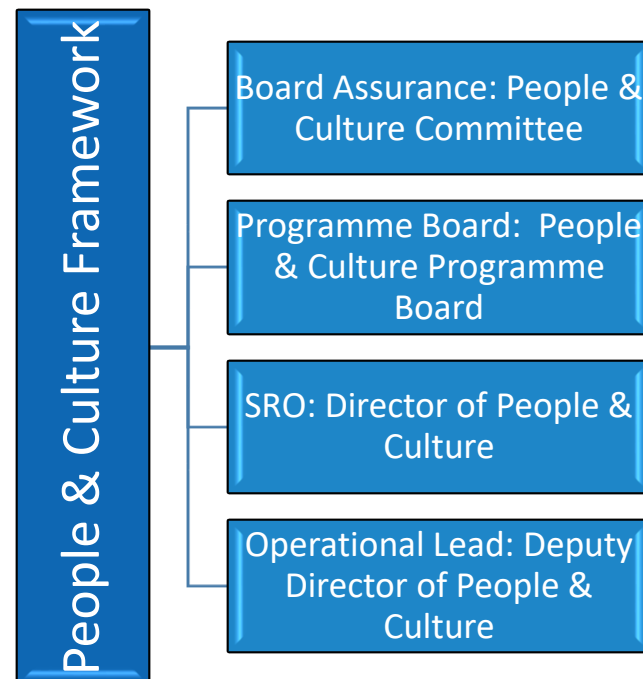 People & Culture Framework
Board Assurance: People &
Culture Committee
Programme Board:  People
& Culture Programme
Board
SRO: Director of People &
Culture
Operational Lead: Deputy
Director of People &
Culture